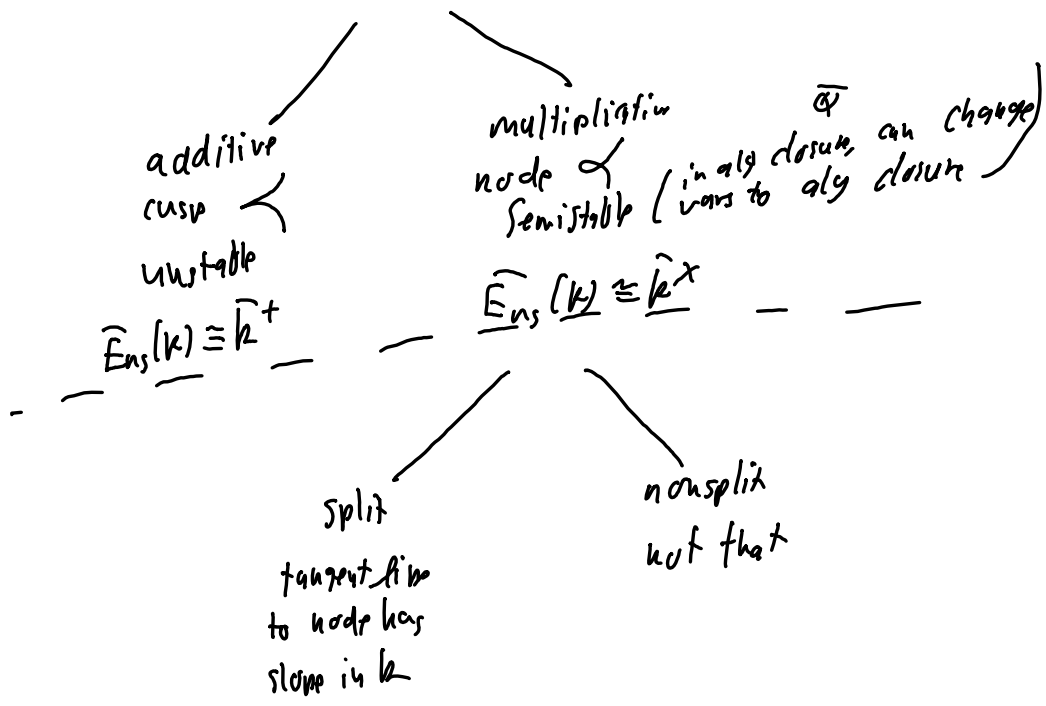 additive
cusp
unstable
Ẽns(k) ≅ k̄⁺
multiplicative
node
semistable (in alg closure, can change
vars to alg closure)
ℚ̄
Ẽns(k) ≅ k̄ˣ
split
tangent line
to node has
slope in k
nonsplit
not that